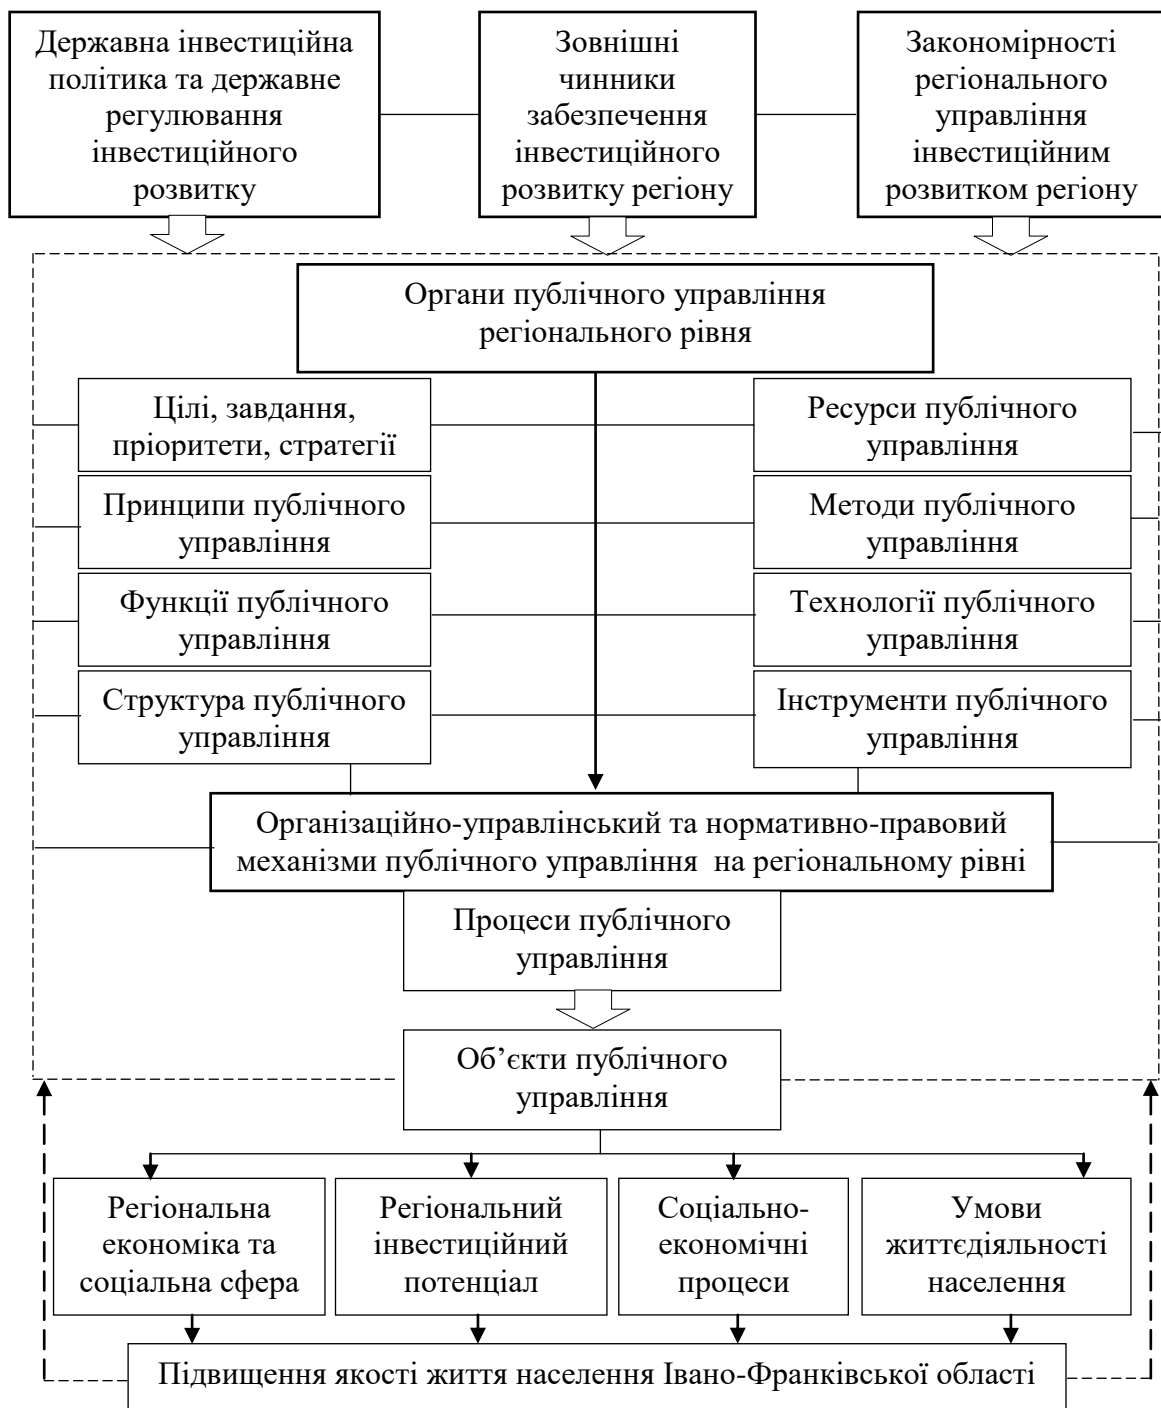 Державна інвестиційна
політика та державне
регулювання
інвестиційного
розвитку
Зовнішні
чинники
забезпечення
інвестиційного
розвитку регіону
Закономірності
регіонального
управління
інвестиційним
розвитком регіону
Органи публічного управління
регіонального рівня
Цілі, завдання,
пріоритети, стратегії
Ресурси публічного
управління
Принципи публічного
управління
Методи публічного
управління
Функції публічного
управління
Технології публічного
управління
Структура публічного
управління
Інструменти публічного
управління
Організаційно-управлінський та нормативно-правовий
механізми публічного управління на регіональному рівні
Процеси публічного
управління
Об’єкти публічного
управління
Регіональна
економіка та
соціальна сфера
Регіональний
інвестиційний
потенціал
Соціально-
економічні
процеси
Умови
життєдіяльності
населення
Підвищення якості життя населення Івано-Франківської області